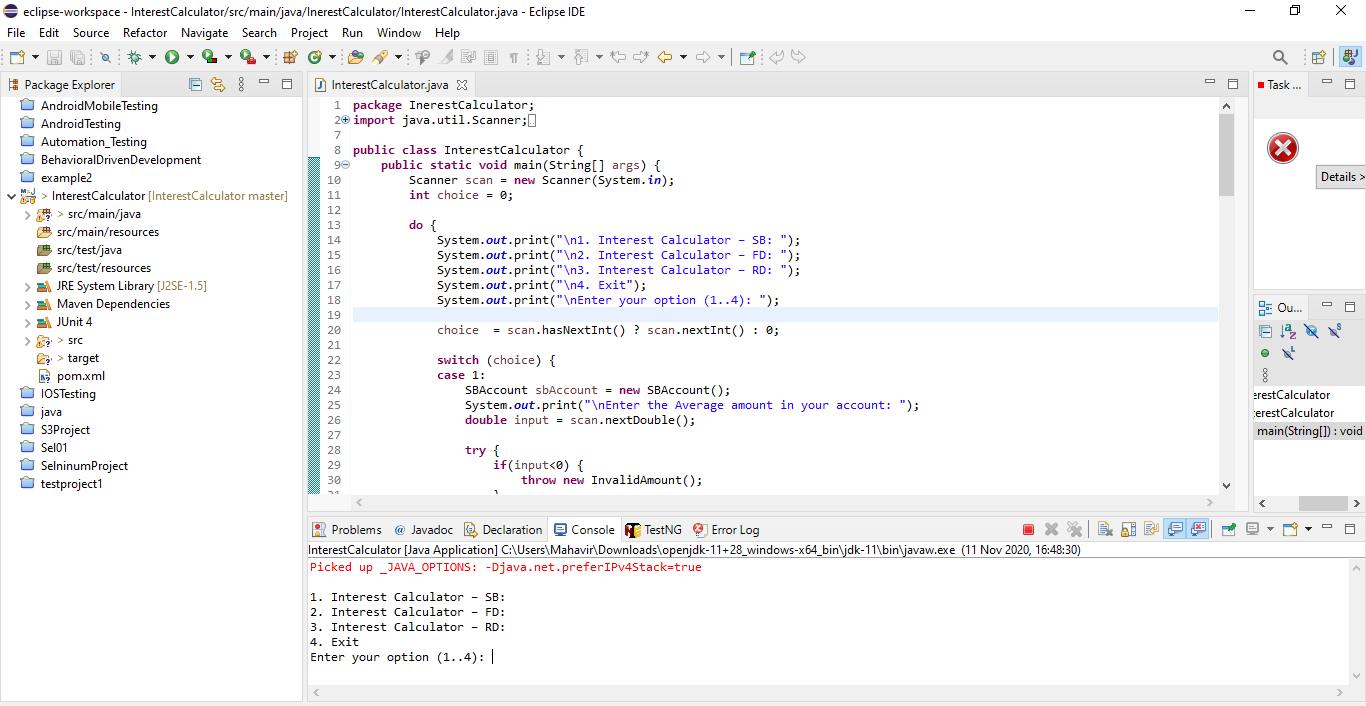 eclipse-workspace - InterestCalculator/src/main/java/InerestCalculator/InterestCalculator.java - Eclipse IDE
File Edit Source Refactor Navigate Search Project Run Window Help
Package Explorer
AndroidMobileTesting
AndroidTesting
Automation_Testing
BehavioralDrivenDevelopment
example2
> InterestCalculator [InterestCalculator master]
> src/main/java
src/main/resources
src/test/java
src/test/resources
JRE System Library [J2SE-1.5]
Maven Dependencies
JUnit 4
> src
> target
pom.xml
IOSTesting
java
S3Project
Sel01
SelninumProject
testproject1
InterestCalculator.java
1 package InerestCalculator;
2 import java.util.Scanner;
7
8 public class InterestCalculator {
9 public static void main(String[] args) {
10 Scanner scan = new Scanner(System.in);
11 int choice = 0;
12
13 do {
14 System.out.print("\n1. Interest Calculator – SB: ");
15 System.out.print("\n2. Interest Calculator – FD: ");
16 System.out.print("\n3. Interest Calculator – RD: ");
17 System.out.print("\n4. Exit");
18 System.out.print("\nEnter your option (1..4): ");
19
20 choice  = scan.hasNextInt() ? scan.nextInt() : 0;
21
22 switch (choice) {
23 case 1:
24 SBAccount sbAccount = new SBAccount();
25 System.out.print("\nEnter the Average amount in your account: ");
26 double input = scan.nextDouble();
27
28 try {
29 if(input<0) {
30 throw new InvalidAmount();
31 }
Task ...
Details >
Ou...
erestCalculator
terestCalculator
main(String[]) : void
Problems @ Javadoc Declaration Console TestNG Error Log
InterestCalculator [Java Application] C:\Users\Mahavir\Downloads\openjdk-11+28_windows-x64_bin\jdk-11\bin\javaw.exe (11 Nov 2020, 16:48:30)
Picked up _JAVA_OPTIONS: -Djava.net.preferIPv4Stack=true
1. Interest Calculator – SB:
2. Interest Calculator – FD:
3. Interest Calculator – RD:
4. Exit
Enter your option (1..4):